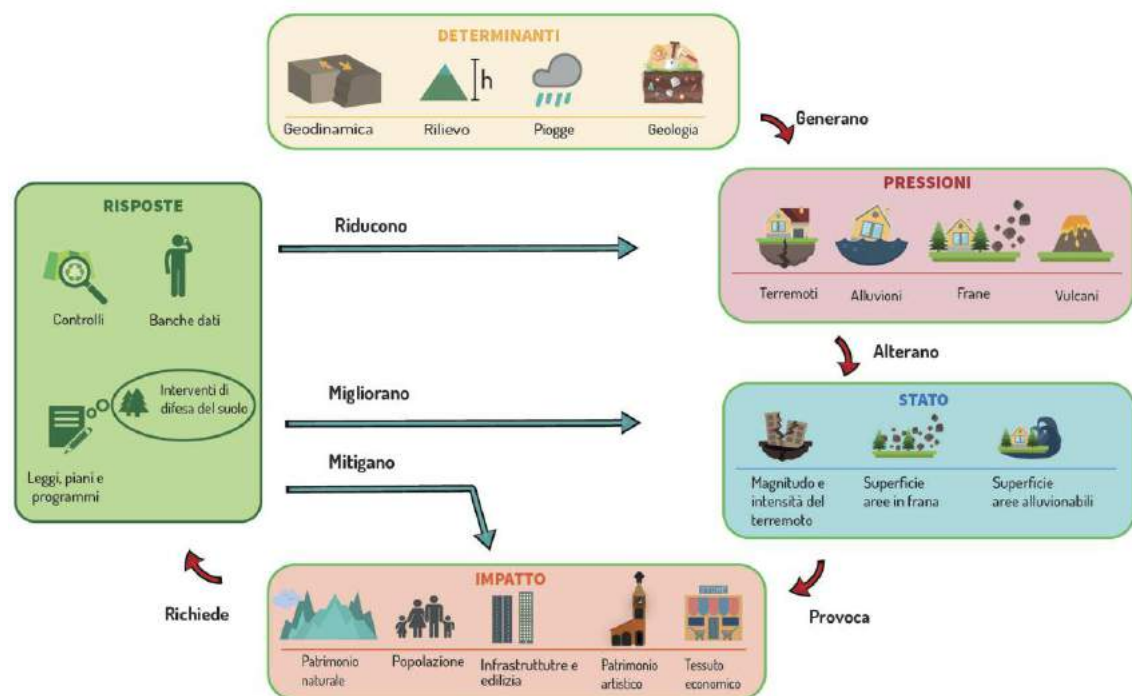 DETERMINANTI
h
Geodinamica
Rilievo
Piogge
Geologia
Generano
PRESSIONI
Terremoti
Alluvioni
Frane
Vulcani
RISPOSTE
Controlli
Banche dati
Interventi di
difesa del suolo
Leggi, piani e
programmi
Riducono
Alterano
Migliorano
Mitigano
STATO
Magnitudo e
intensità del
terremoto
Superficie
aree in frana
Superficie
aree alluvionabili
Richiede
Provoca
IMPATTO
STORE
Patrimonio
naturale
Popolazione
Infrastruttutre e
edilizia
Patrimonio
artistico
Tessuto
economico